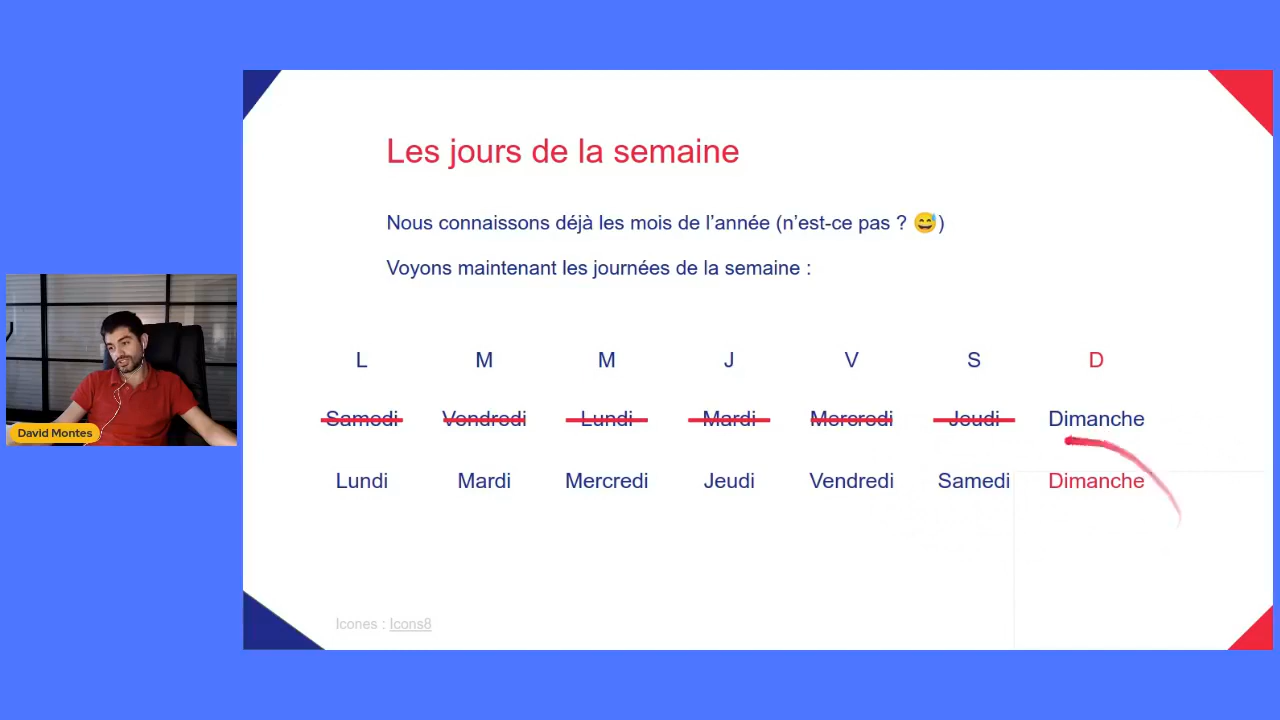 Les jours de la semaine
Nous connaissons déjà les mois de l'année (n'est-ce pas ? 😅)
Voyons maintenant les journées de la semaine :
L M M J V S D
Samedi Vendredi Lundi Mardi Mercredi Jeudi Dimanche
Lundi Mardi Mercredi Jeudi Vendredi Samedi Dimanche
David Montes
Icones : Icons8